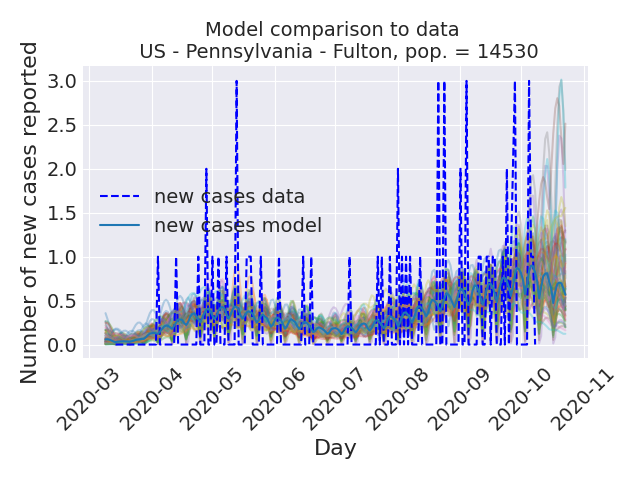 Model comparison to data
US - Pennsylvania - Fulton, pop. = 14530
Number of new cases reported
3.0
2.5
2.0
1.5
1.0
0.5
0.0
new cases data
new cases model
2020-03
2020-04
2020-05
2020-06
2020-07
2020-08
2020-09
2020-10
2020-11
Day